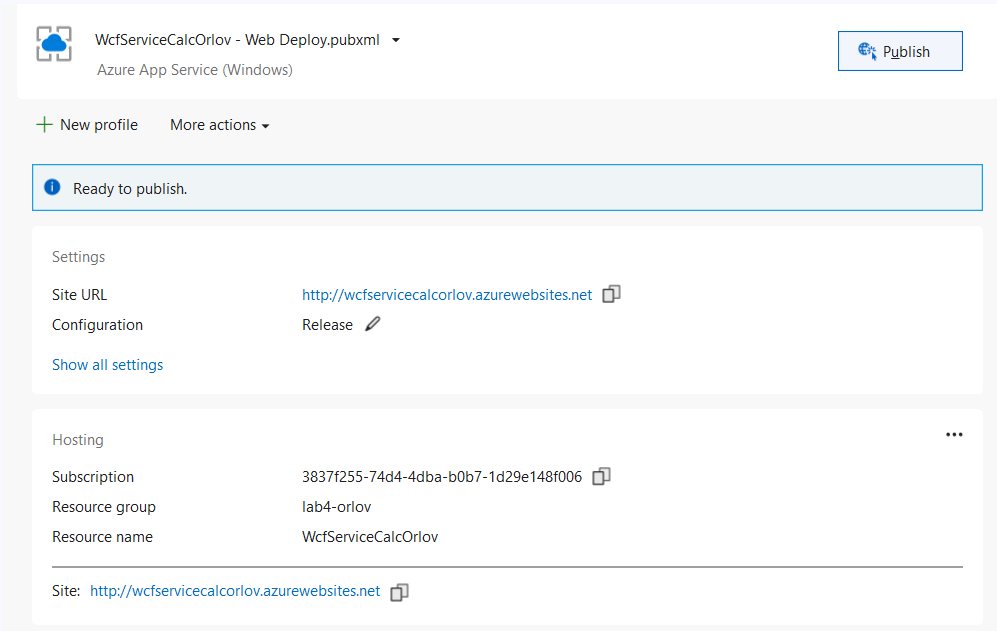 WcfServiceCalcOrlov - Web Deploy.pubxml
Azure App Service (Windows)
Publish
New profile
More actions
Ready to publish.
Settings
Site URL http://wcfservicecalcorlov.azurewebsites.net
Configuration Release
Show all settings
Hosting
Subscription 3837f255-74d4-4dba-b0b7-1d29e148f006
Resource group lab4-orlov
Resource name WcfServiceCalcOrlov
Site: http://wcfservicecalcorlov.azurewebsites.net